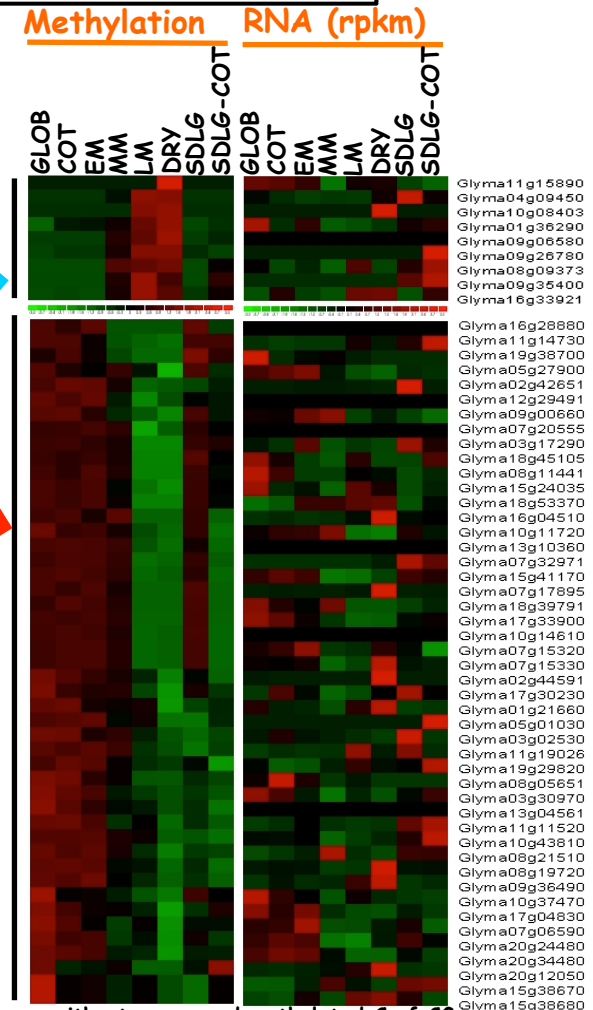 Methylation RNA (rpkm)
GLOB COT EM MM LM DRY SDLG SDLG-COT GLOB COT EM MM LM DRY SDLG SDLG-COT
Glyma11g15890
Glyma04g09450
Glyma10g08403
Glyma01g36290
Glyma09g06580
Glyma09g26780
Glyma08g09373
Glyma09g35400
Glyma16g33921
Glyma16g28880
Glyma11g14730
Glyma19g38700
Glyma05g27900
Glyma02g42651
Glyma12g29491
Glyma09g00660
Glyma07g20555
Glyma03g17290
Glyma18g45105
Glyma08g11441
Glyma15g24035
Glyma18g53370
Glyma16g04510
Glyma10g11720
Glyma13g10360
Glyma07g32971
Glyma15g41170
Glyma07g17895
Glyma18g39791
Glyma17g33900
Glyma10g14610
Glyma07g15320
Glyma07g15330
Glyma02g44591
Glyma17g30230
Glyma01g21660
Glyma05g01030
Glyma03g02530
Glyma11g19026
Glyma19g29820
Glyma08g05651
Glyma03g30970
Glyma13g04561
Glyma11g11520
Glyma10g43810
Glyma08g21510
Glyma08g19720
Glyma09g36490
Glyma10g37470
Glyma17g04830
Glyma07g06590
Glyma20g24480
Glyma20g34480
Glyma20g12050
Glyma15g38670
Glyma15g38680